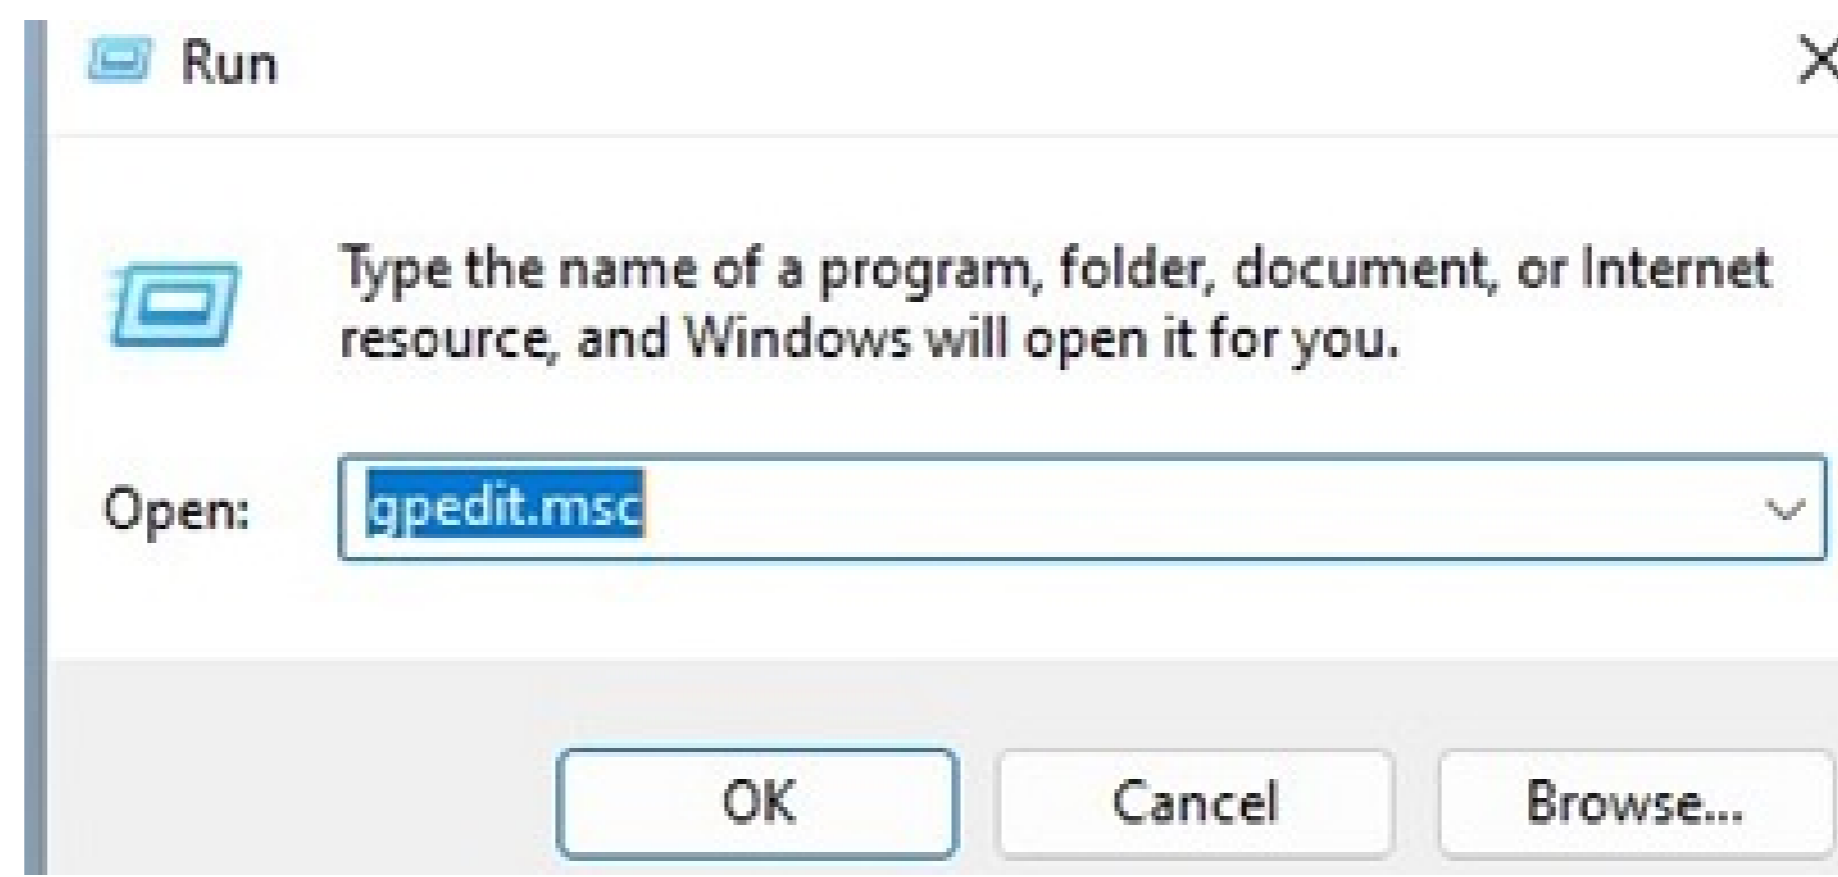 Run
Type the name of a program, folder, document, or Internet
resource, and Windows will open it for you.
Open:
gpedit.msc
OK
Cancel
Browse...